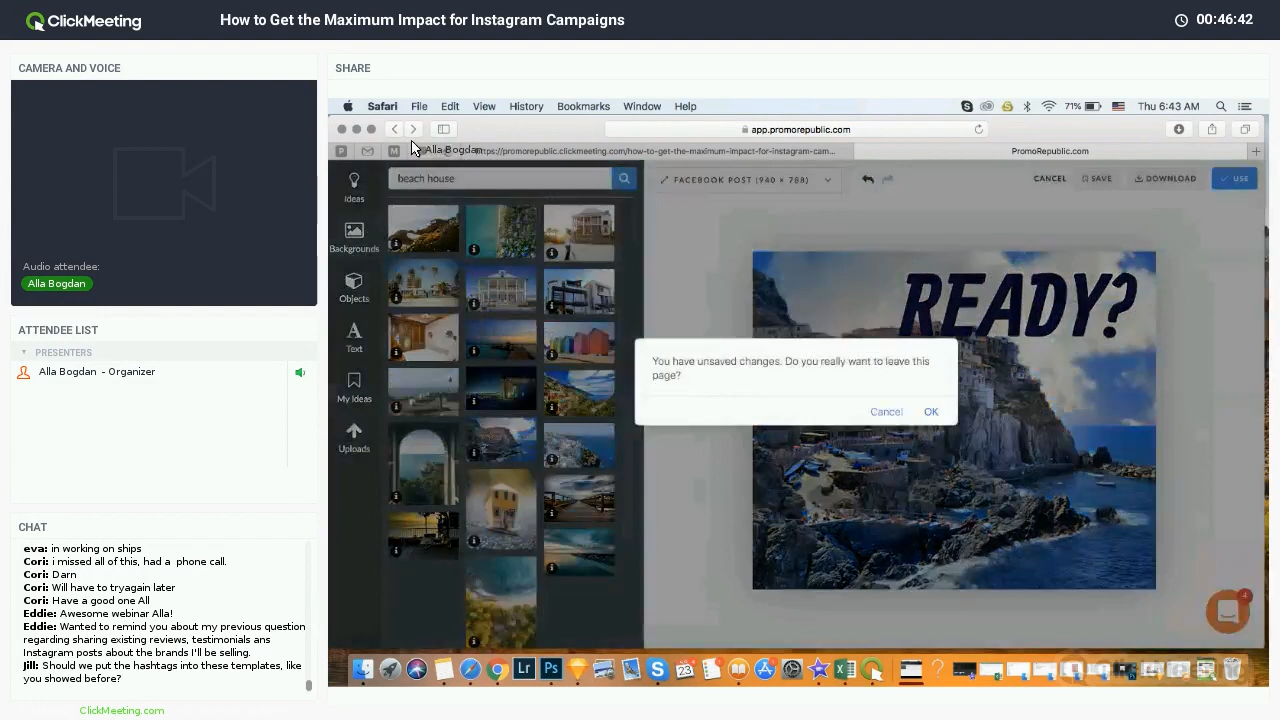 ClickMeeting
How to Get the Maximum Impact for Instagram Campaigns
00:46:42
CAMERA AND VOICE
Audio attendee:
Alla Bogdan
ATTENDEE LIST
PRESENTERS
Alla Bogdan - Organizer
CHAT
eva: in working on ships
Cori: i missed all of this, had a phone call.
Cori: Darn
Cori: Will have to tryagain later
Cori: Have a good one All
Eddie: Awesome webinar Alla!
Eddie: Wanted to remind you about my previous question
regarding sharing existing reviews, testimonials ans
Instagram posts about the brands I'll be selling.
Jill: Should we put the hashtags into these templates, like
you showed before?
ClickMeeting.com
SHARE
Safari File Edit View History Bookmarks Window Help
71% Thu 6:43 AM
app.promorepublic.com
Alla Bogdan
https://promorepublic.clickmeeting.com/how-to-get-the-maximum-impact-for-instagram-cam...
PromoRepublic.com
beach house
FACEBOOK POST (940 × 788)
CANCEL SAVE DOWNLOAD USE
Ideas
Backgrounds
Objects
Text
My Ideas
Uploads
READY?
You have unsaved changes. Do you really want to leave this
page?
Cancel OK
4
Lr Ps
23